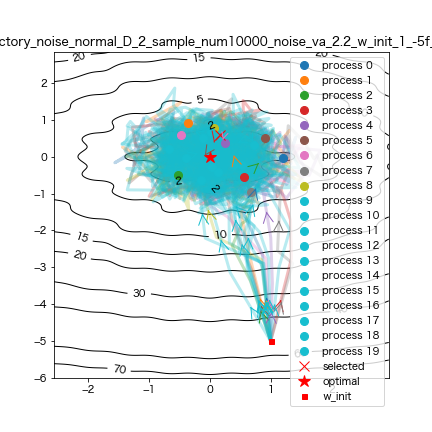 ctory_noise_normal_D_2_sample_num10000_noise_va_2.2_w_init_1_-5f_
20
15
5
2
2
2
10
15
20
30
70
2
1
0
−1
−2
−3
−4
−5
−6
−2
−1
0
1
process 0
process 1
process 2
process 3
process 4
process 5
process 6
process 7
process 8
process 9
process 10
process 11
process 12
process 13
process 14
process 15
process 16
process 17
process 18
process 19
selected
optimal
w_init